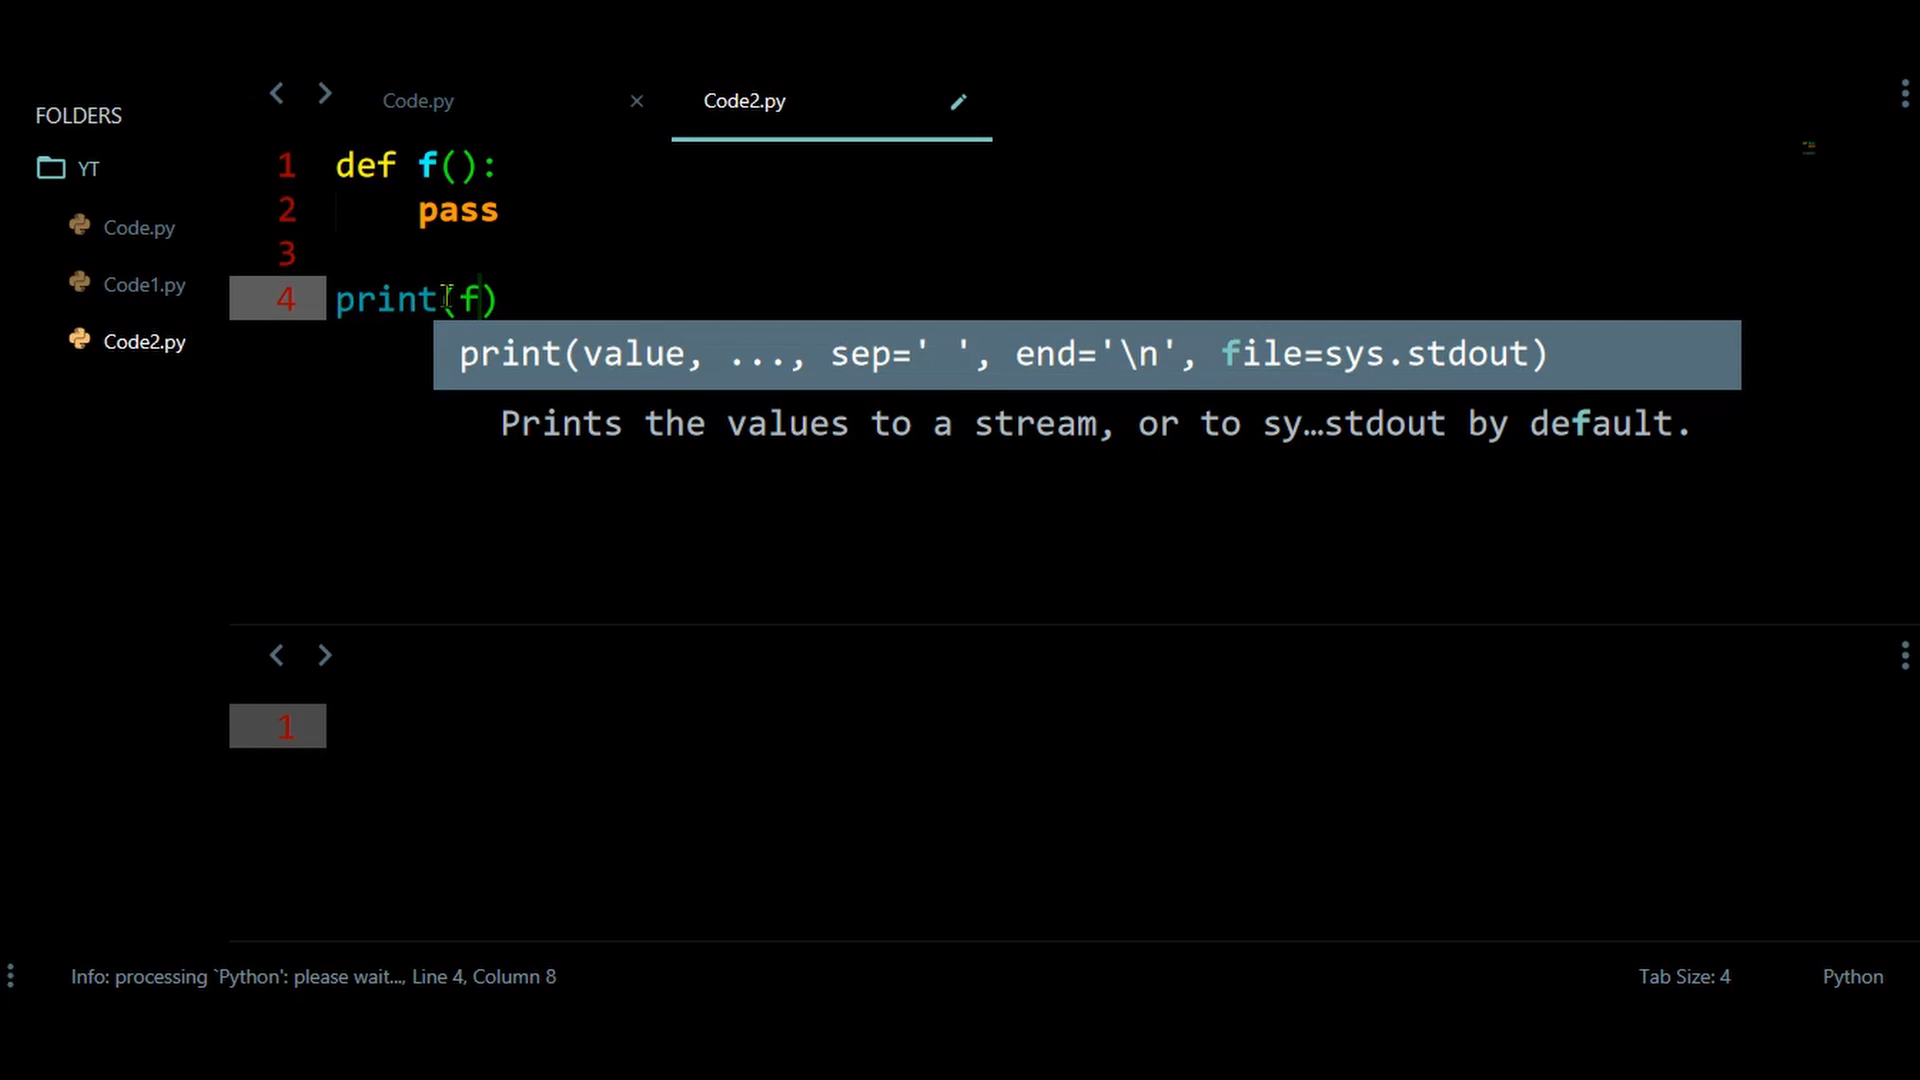 FOLDERS
YT
Code.py
Code1.py
Code2.py
Code.py
Code2.py
1 def f():
2     pass
3
4 print(f)
print(value, ..., sep=' ', end='\n', file=sys.stdout)
Prints the values to a stream, or to sy…stdout by default.
1
Info: processing `Python': please wait..., Line 4, Column 8
Tab Size: 4
Python